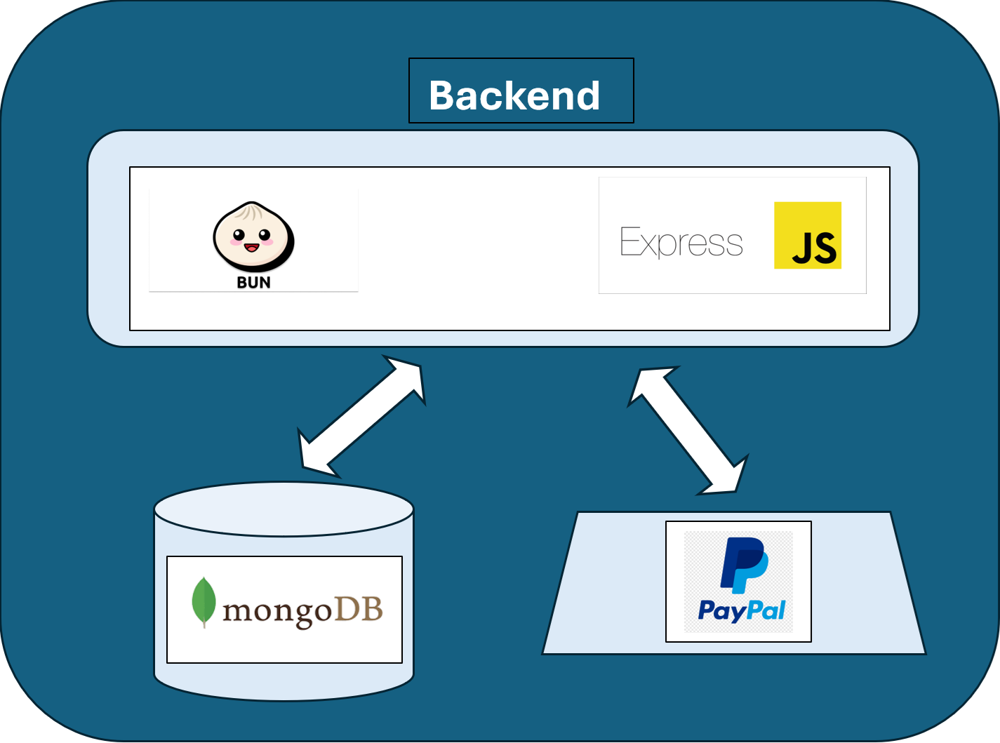 Backend
BUN
Express
JS
mongoDB
PayPal